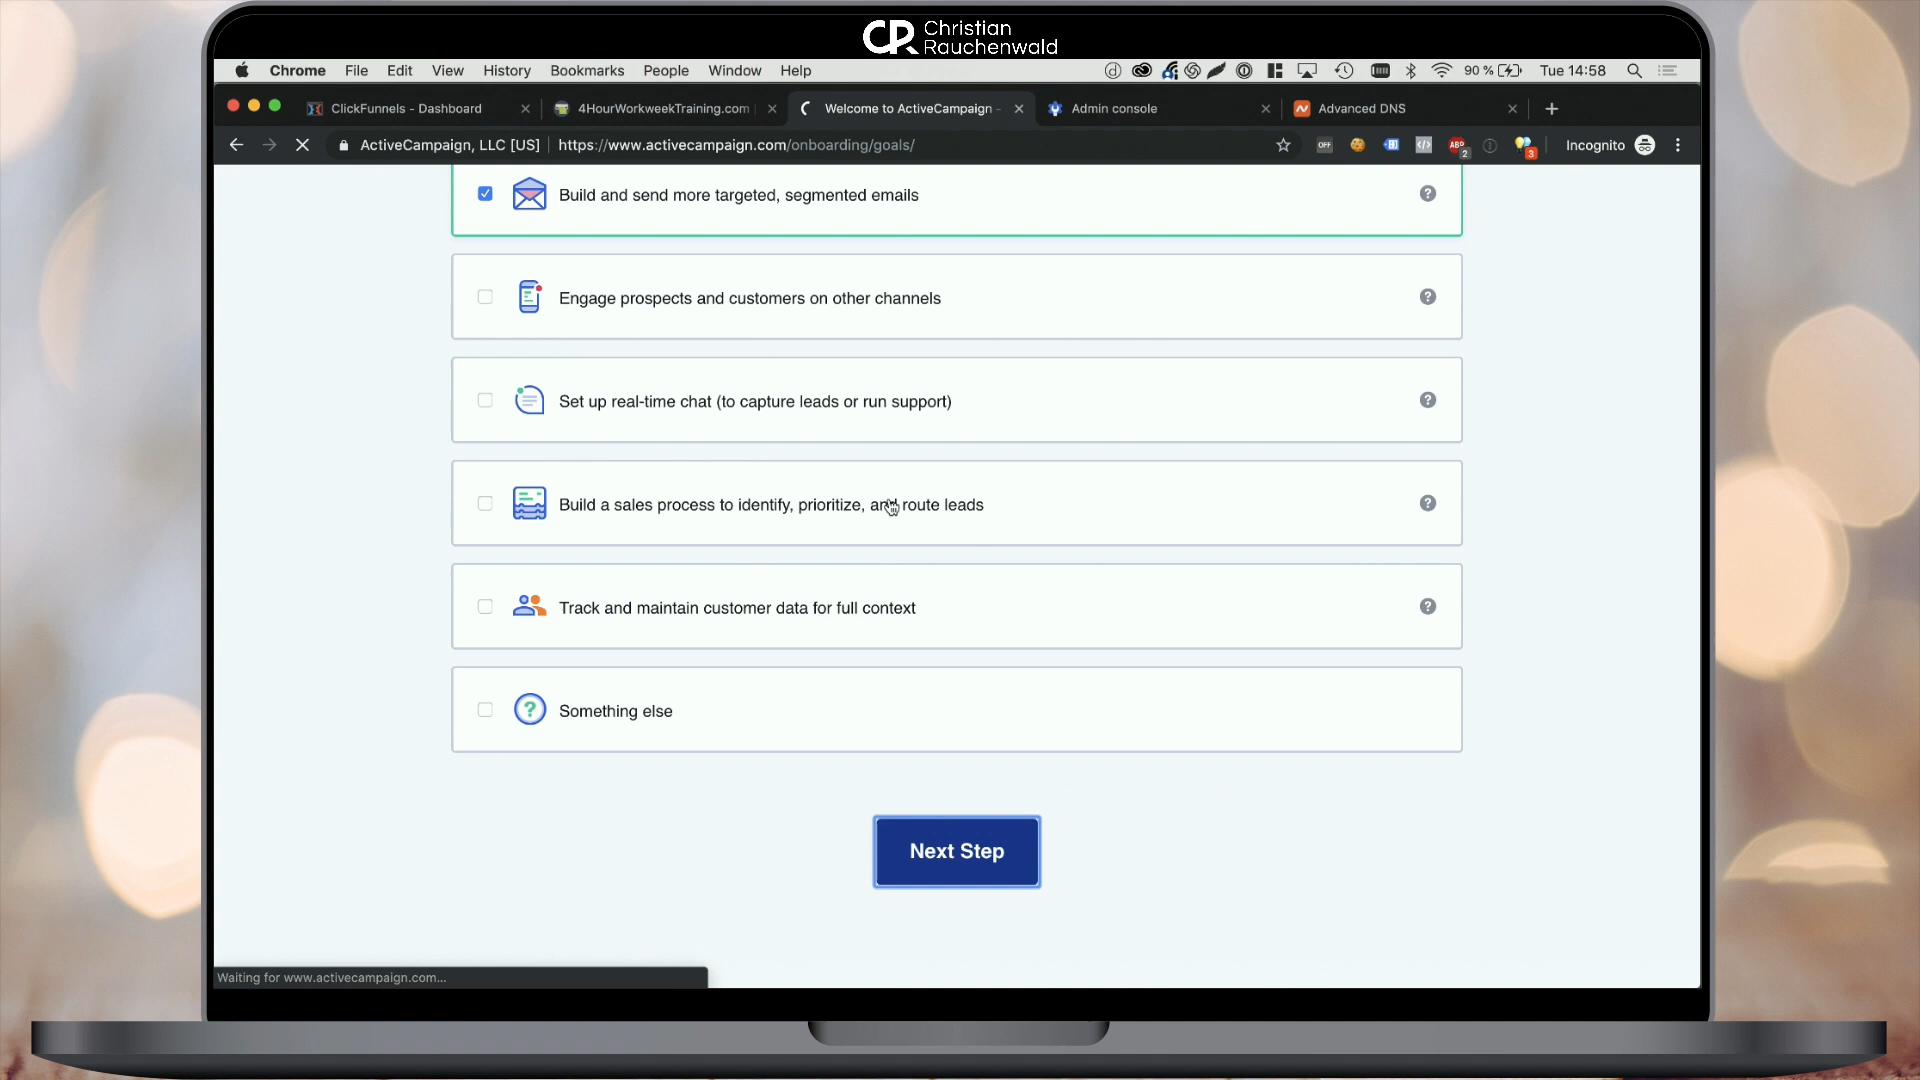 Christian
Rauchenwald
Chrome File Edit View History Bookmarks People Window Help 90 % Tue 14:58
ClickFunnels - Dashboard 4HourWorkweekTraining.com Welcome to ActiveCampaign - Admin console Advanced DNS
ActiveCampaign, LLC [US] https://www.activecampaign.com/onboarding/goals/ OFF ABP 2 3 Incognito
Build and send more targeted, segmented emails
Engage prospects and customers on other channels
Set up real-time chat (to capture leads or run support)
Build a sales process to identify, prioritize, and route leads
Track and maintain customer data for full context
Something else
Next Step
Waiting for www.activecampaign.com...